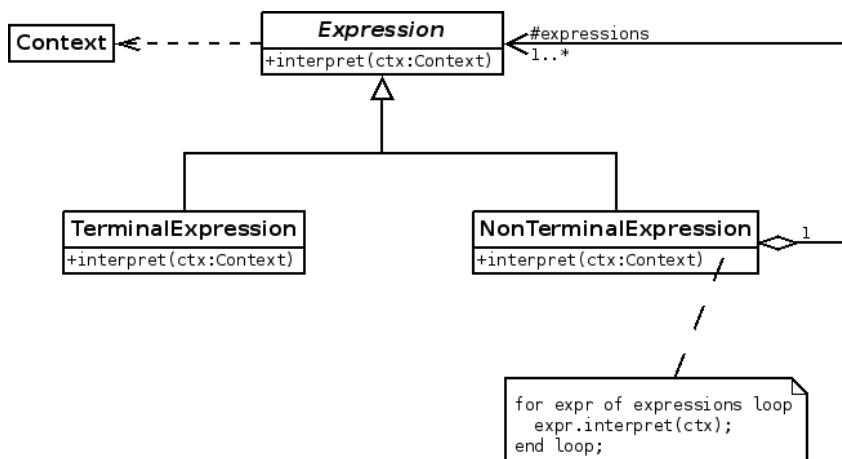 Expression
Context
#expressions
+interpret(ctx:Context)
1..*
TerminalExpression
NonTerminalExpression
+interpret(ctx:Context)
+interpret(ctx:Context)
1
for expr of expressions loop
expr.interpret(ctx);
end loop;